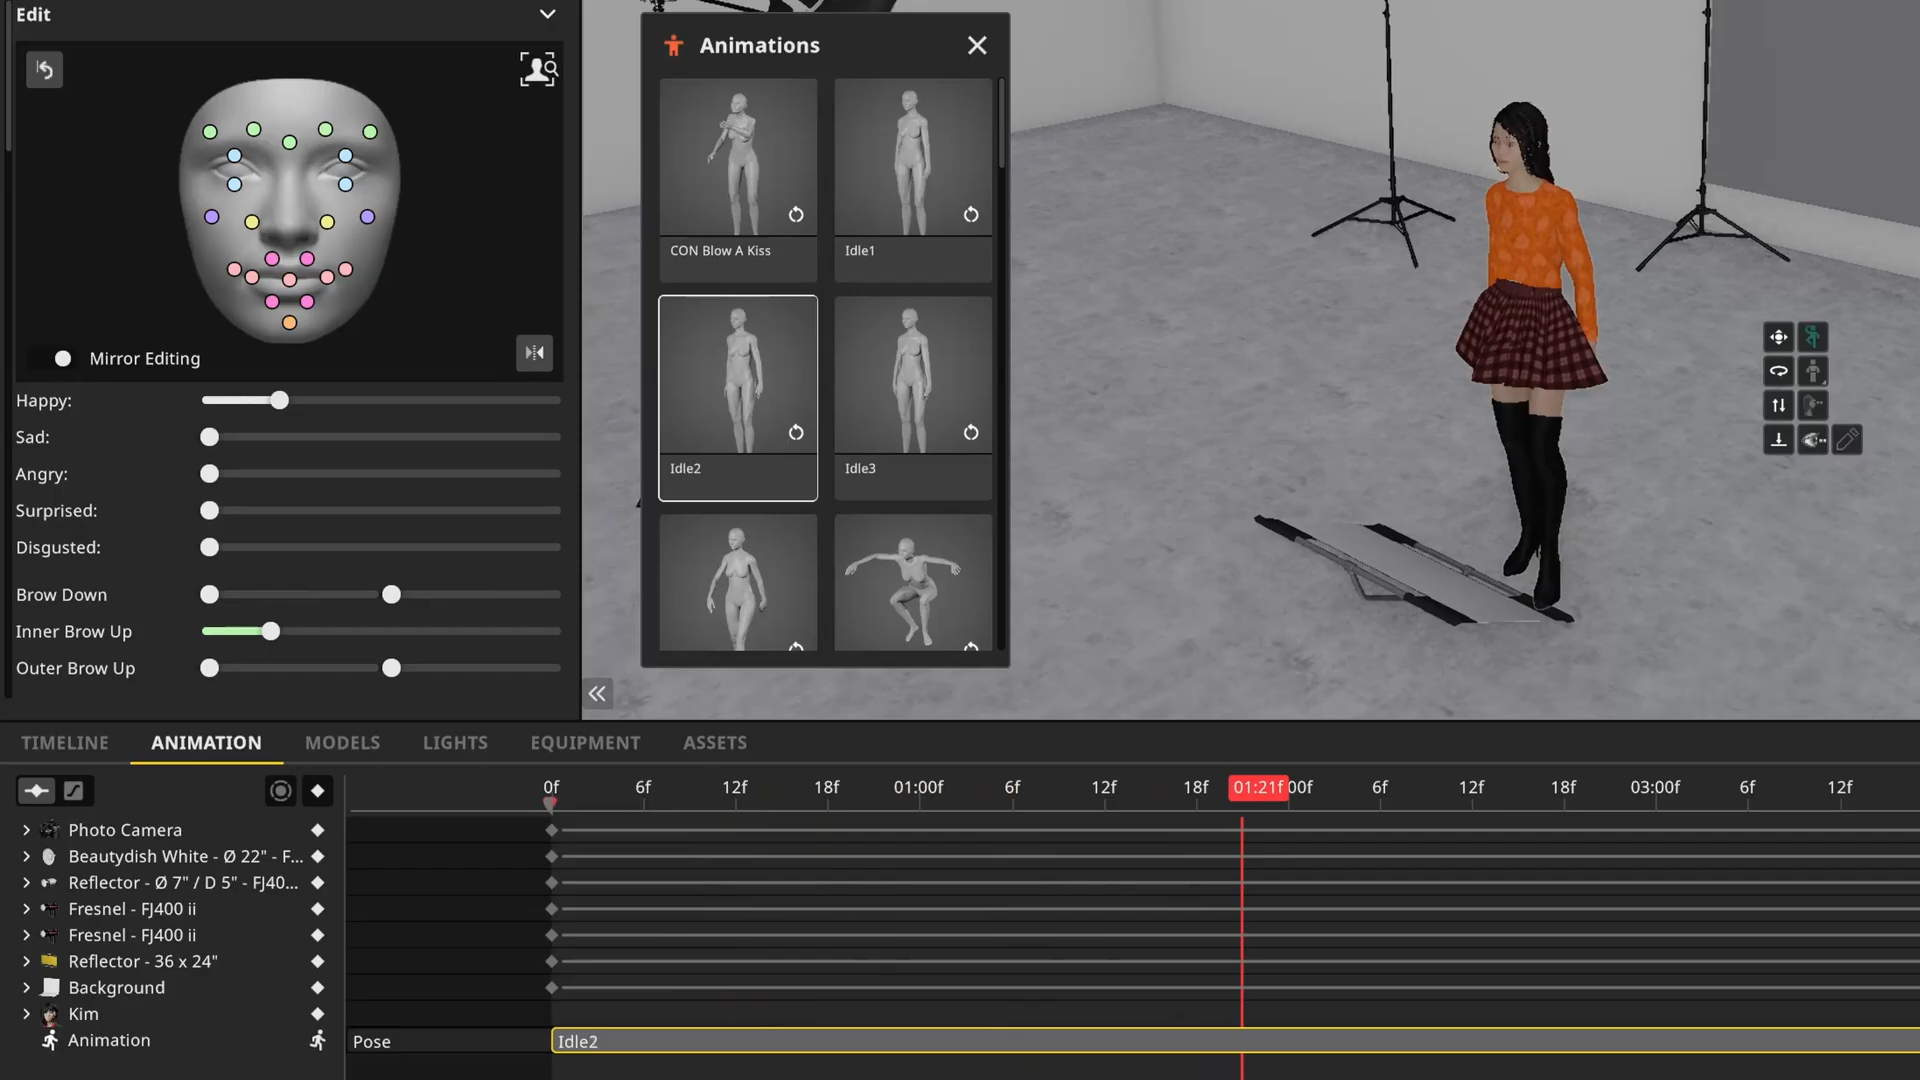 Edit
Mirror Editing
Happy:
Sad:
Angry:
Surprised:
Disgusted:
Brow Down
Inner Brow Up
Outer Brow Up
Animations
CON Blow A Kiss
Idle1
Idle2
Idle3
TIMELINE ANIMATION MODELS LIGHTS EQUIPMENT ASSETS
0f 6f 12f 18f 01:00f 6f 12f 18f 01:21f 00f 6f 12f 18f 03:00f 6f 12f
Photo Camera
Beautydish White - Ø 22" - F...
Reflector - Ø 7" / D 5" - FJ40...
Fresnel - FJ400 ii
Fresnel - FJ400 ii
Reflector - 36 x 24"
Background
Kim
Animation Pose Idle2